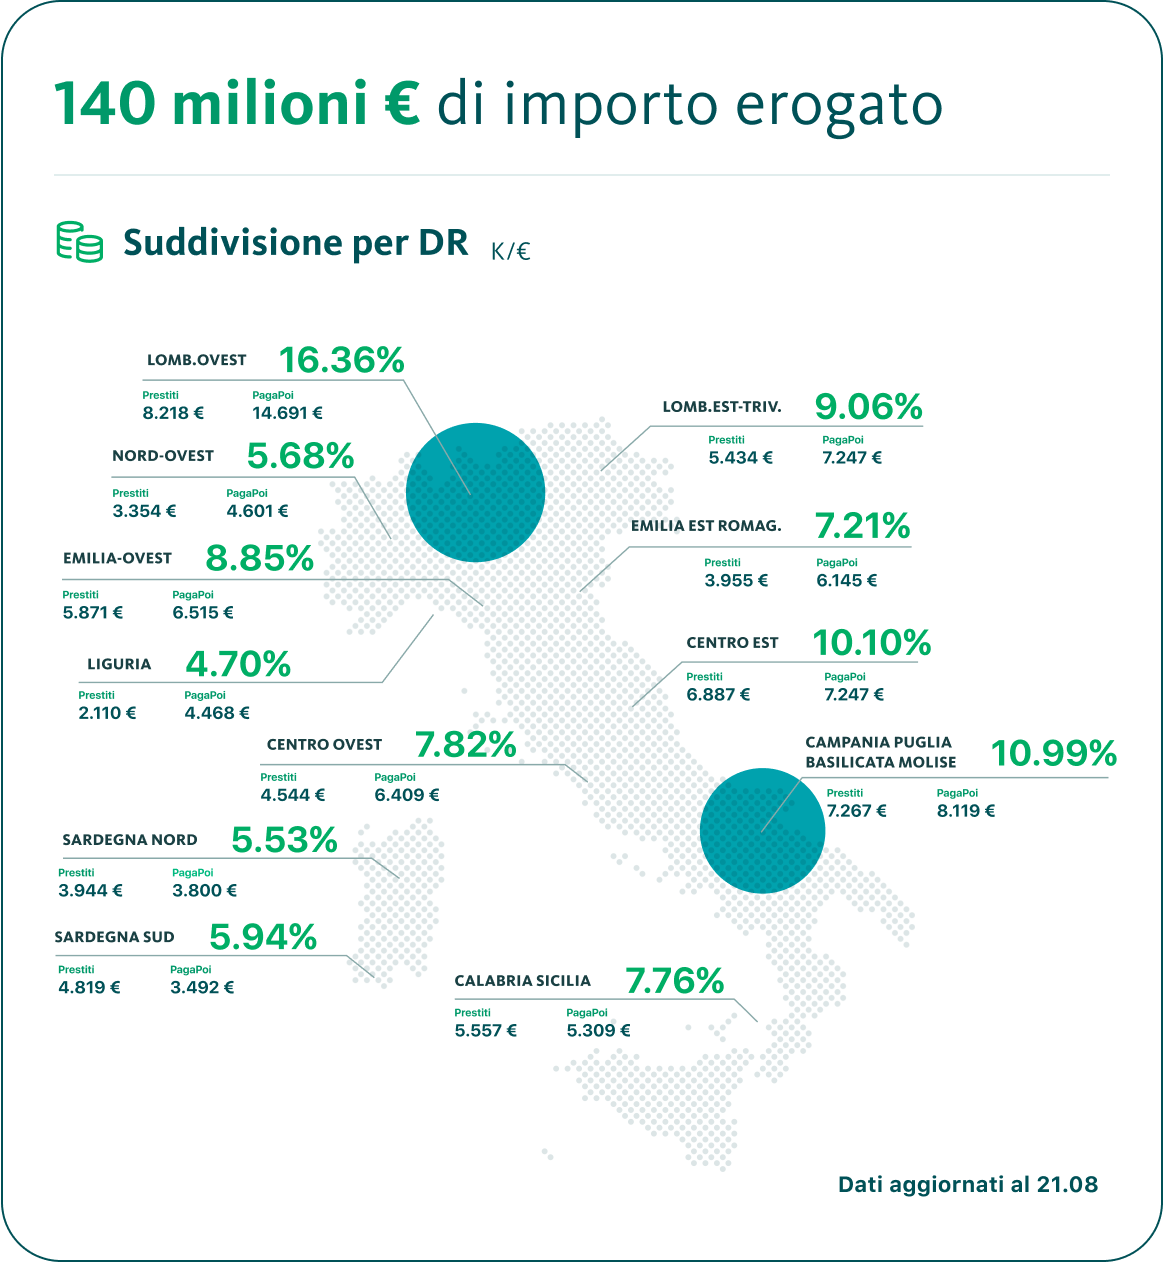 140 milioni € di importo erogato
Suddivisione per DR K/€
LOMB.OVEST 16.36%
Prestiti PagaPoi
8.218 € 14.691 €
LOMB.EST-TRIV. 9.06%
Prestiti PagaPoi
5.434 € 7.247 €
NORD-OVEST 5.68%
Prestiti PagaPoi
3.354 € 4.601 €
EMILIA EST ROMAG. 7.21%
Prestiti PagaPoi
3.955 € 6.145 €
EMILIA-OVEST 8.85%
Prestiti PagaPoi
5.871 € 6.515 €
CENTRO EST 10.10%
Prestiti PagaPoi
6.887 € 7.247 €
LIGURIA 4.70%
Prestiti PagaPoi
2.110 € 4.468 €
CENTRO OVEST 7.82%
Prestiti PagaPoi
4.544 € 6.409 €
CAMPANIA PUGLIA
BASILICATA MOLISE 10.99%
Prestiti PagaPoi
7.267 € 8.119 €
SARDEGNA NORD 5.53%
Prestiti PagaPoi
3.944 € 3.800 €
SARDEGNA SUD 5.94%
Prestiti PagaPoi
4.819 € 3.492 €
CALABRIA SICILIA 7.76%
Prestiti PagaPoi
5.557 € 5.309 €
Dati aggiornati al 21.08